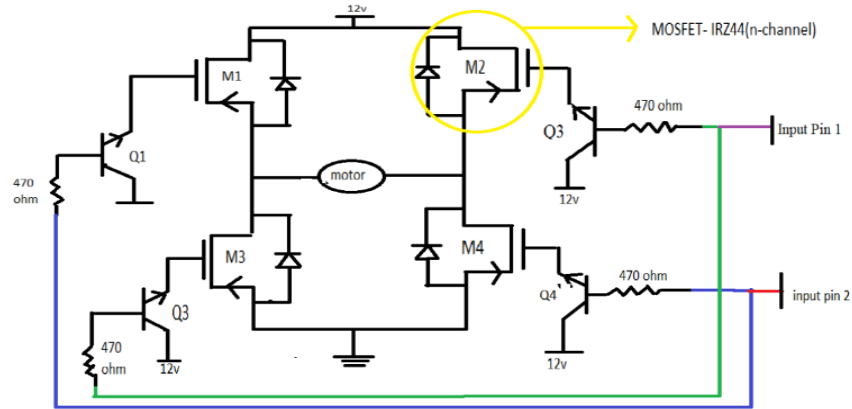 12v
MOSFET- IRZ44(n-channel)
M1
M2
470 ohm
Q3
Input Pin 1
Q1
470
ohm
12v
motor
M3
M4
470 ohm
Q4
input pin 2
Q3
470
ohm
12v
12v